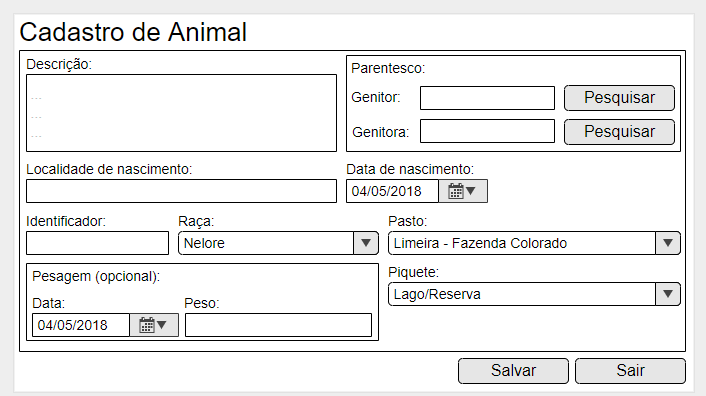 Cadastro de Animal
Descrição:
...
...
...
Parentesco:
Genitor:
Pesquisar
Genitora:
Pesquisar
Localidade de nascimento:
Data de nascimento:
04/05/2018
Identificador:
Raça:
Pasto:
Nelore
Limeira - Fazenda Colorado
Pesagem (opcional):
Piquete:
Lago/Reserva
Data:
Peso:
04/05/2018
Salvar
Sair